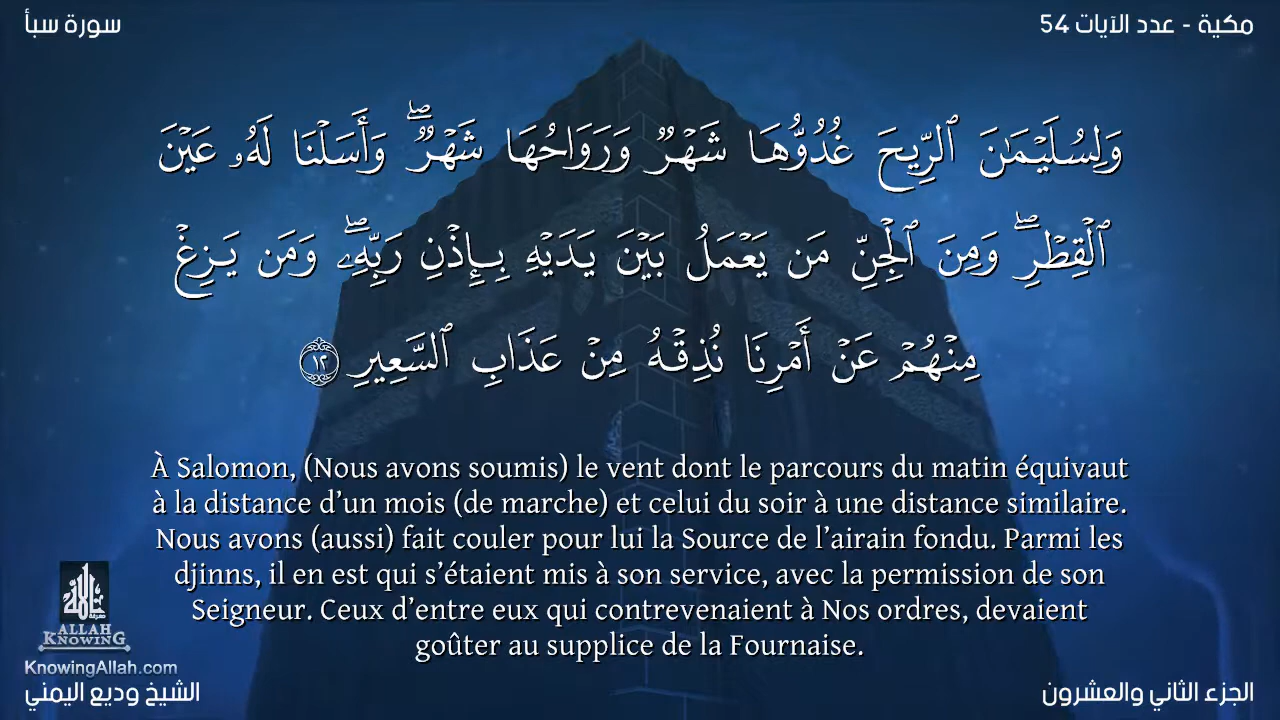 مكية - عدد الآيات 54
سورة سبأ
وَلِسُلَيْمَـٰنَ ٱلرِّيحَ غُدُوُّهَا شَهْرٌ وَرَوَاحُهَا شَهْرٌ ۖ وَأَسَلْنَا لَهُۥ عَيْنَ
ٱلْقِطْرِ ۖ وَمِنَ ٱلْجِنِّ مَن يَعْمَلُ بَيْنَ يَدَيْهِ بِإِذْنِ رَبِّهِۦ ۖ وَمَن يَزِغْ
مِنْهُمْ عَنْ أَمْرِنَا نُذِقْهُ مِنْ عَذَابِ ٱلسَّعِيرِ ١٢
À Salomon, (Nous avons soumis) le vent dont le parcours du matin équivaut
à la distance d’un mois (de marche) et celui du soir à une distance similaire.
Nous avons (aussi) fait couler pour lui la Source de l’airain fondu. Parmi les
djinns, il en est qui s’étaient mis à son service, avec la permission de son
Seigneur. Ceux d’entre eux qui contrevenaient à Nos ordres, devaient
goûter au supplice de la Fournaise.
ALLAH
KNOWING
KnowingAllah.com
الجزء الثاني والعشرون
الشيخ وديع اليمني